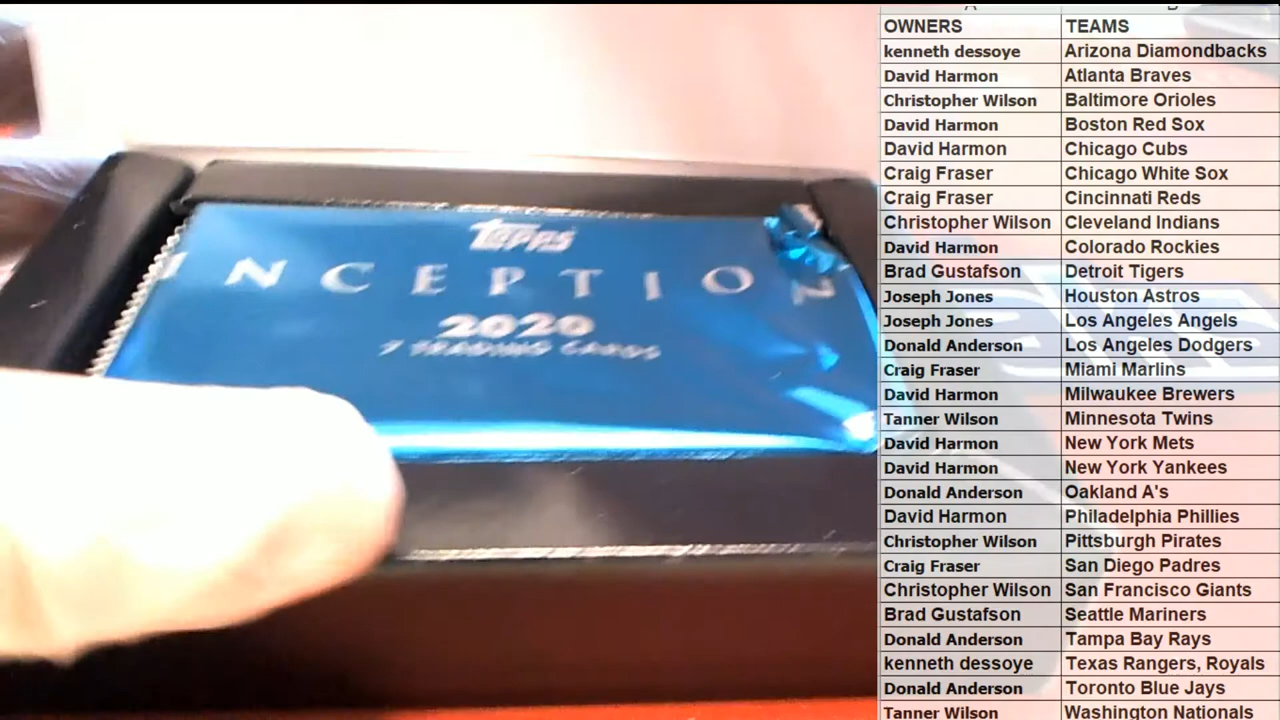 TOPPS
INCEPTION
2020
7 TRADING CARDS
OWNERS TEAMS
kenneth dessoye Arizona Diamondbacks
David Harmon Atlanta Braves
Christopher Wilson Baltimore Orioles
David Harmon Boston Red Sox
David Harmon Chicago Cubs
Craig Fraser Chicago White Sox
Craig Fraser Cincinnati Reds
Christopher Wilson Cleveland Indians
David Harmon Colorado Rockies
Brad Gustafson Detroit Tigers
Joseph Jones Houston Astros
Joseph Jones Los Angeles Angels
Donald Anderson Los Angeles Dodgers
Craig Fraser Miami Marlins
David Harmon Milwaukee Brewers
Tanner Wilson Minnesota Twins
David Harmon New York Mets
David Harmon New York Yankees
Donald Anderson Oakland A's
David Harmon Philadelphia Phillies
Christopher Wilson Pittsburgh Pirates
Craig Fraser San Diego Padres
Christopher Wilson San Francisco Giants
Brad Gustafson Seattle Mariners
Donald Anderson Tampa Bay Rays
kenneth dessoye Texas Rangers, Royals
Donald Anderson Toronto Blue Jays
Tanner Wilson Washington Nationals